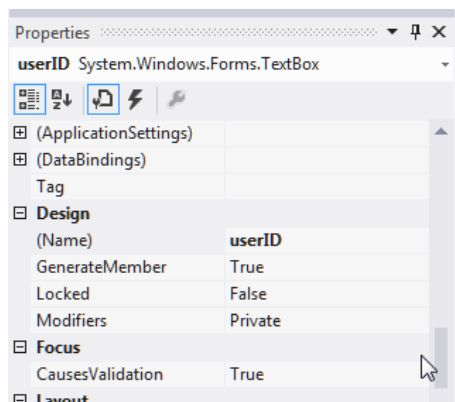 Properties
userID System.Windows.Forms.TextBox
(ApplicationSettings)
(DataBindings)
Tag
Design
(Name) userID
GenerateMember True
Locked False
Modifiers Private
Focus
CausesValidation True
Layout